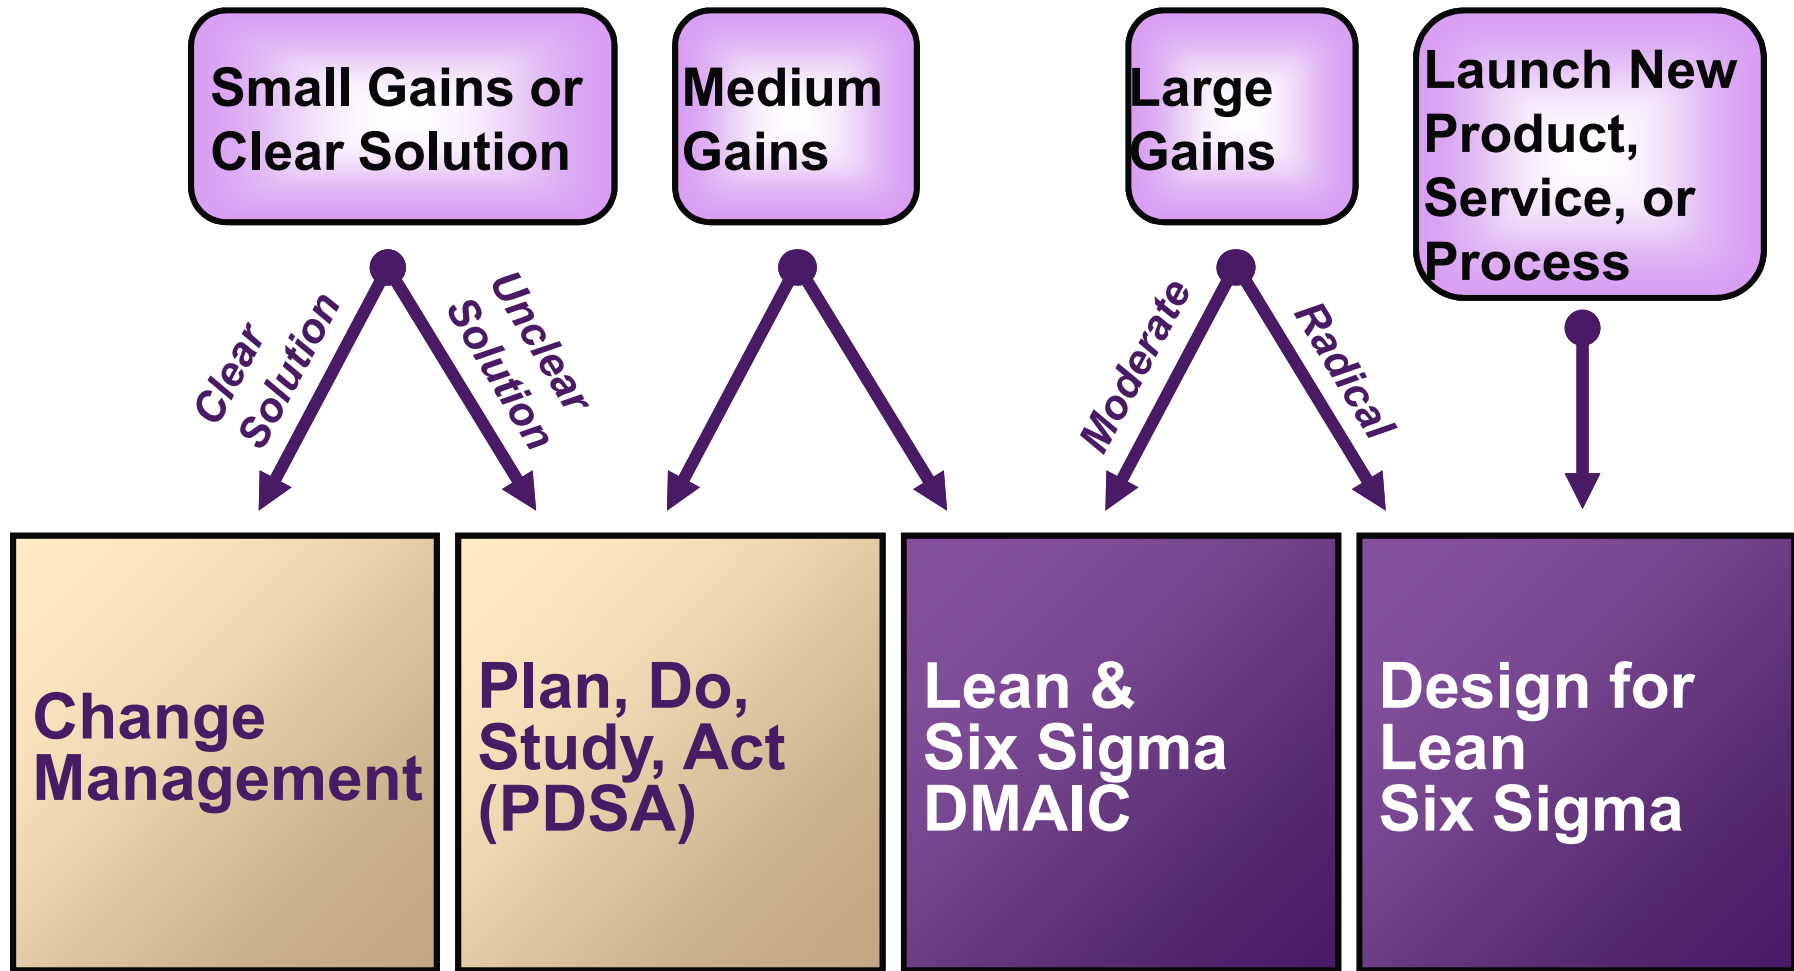 Small Gains or
Clear Solution
Medium
Gains
Large
Gains
Launch New
Product,
Service, or
Process
Clear
Solution
Unclear
Solution
Moderate
Radical
Change
Management
Plan, Do,
Study, Act
(PDSA)
Lean &
Six Sigma
DMAIC
Design for
Lean
Six Sigma